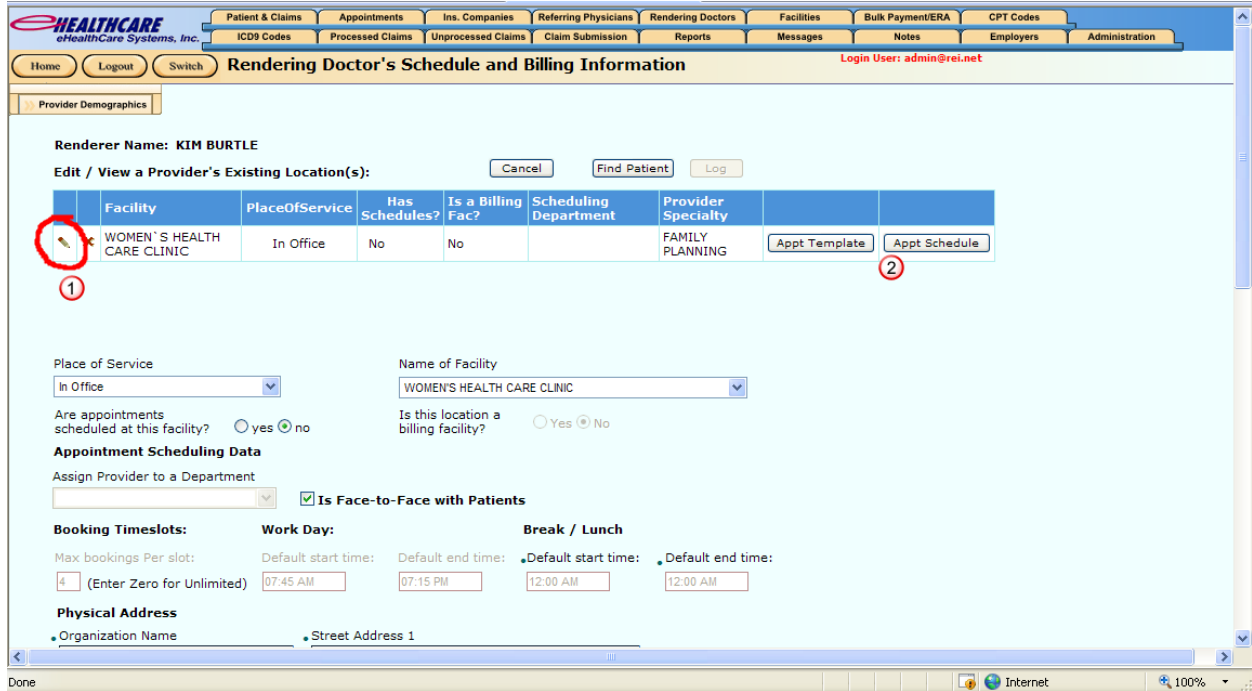 EHEALTHCARE
eHealthCare Systems, Inc.
Patient & Claims Appointments Ins. Companies Referring Physicians Rendering Doctors Facilities Bulk Payment/ERA CPT Codes
ICD9 Codes Processed Claims Unprocessed Claims Claim Submission Reports Messages Notes Employers Administration
Home Logout Switch Rendering Doctor's Schedule and Billing Information Login User: admin@rei.net
Provider Demographics
Renderer Name: KIM BURTLE
Edit / View a Provider's Existing Location(s): Cancel Find Patient Log
Facility PlaceOfService Has Schedules? Is a Billing Fac? Scheduling Department Provider Specialty
WOMEN`S HEALTH CARE CLINIC In Office No No FAMILY PLANNING Appt Template Appt Schedule
1 2
Place of Service Name of Facility
In Office WOMEN'S HEALTH CARE CLINIC
Are appointments scheduled at this facility? yes no Is this location a billing facility? Yes No
Appointment Scheduling Data
Assign Provider to a Department
Is Face-to-Face with Patients
Booking Timeslots: Work Day: Break / Lunch
Max bookings Per slot: Default start time: Default end time: Default start time: Default end time:
4 (Enter Zero for Unlimited) 07:45 AM 07:15 PM 12:00 AM 12:00 AM
Physical Address
Organization Name Street Address 1
Done Internet 100%